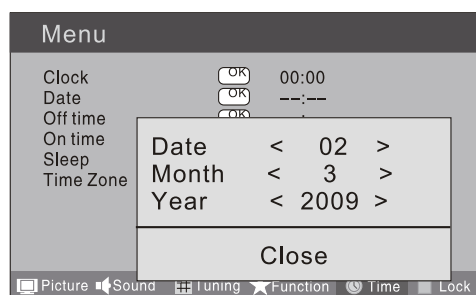 Menu
Clock OK 00:00
Date OK --:--
Off time OK
On time
Sleep
Time Zone
Date < 02 >
Month < 3 >
Year < 2009 >
Close
Picture Sound Tuning Function Time Lock